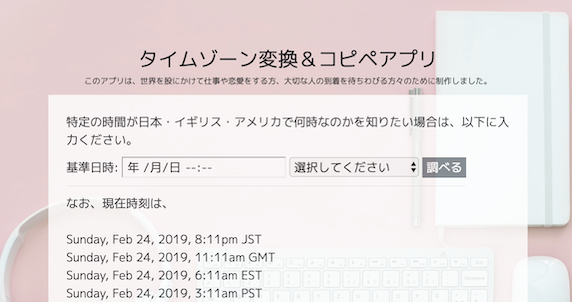 タイムゾーン変換＆コピペアプリ
このアプリは、世界を股にかけて仕事や恋愛をする方、大切な人の到着を待ちわびる方々のために制作しました。
特定の時間が日本・イギリス・アメリカで何時なのかを知りたい場合は、以下に入
力ください。
基準日時: 年 /月/日 --:-- 選択してください 調べる
なお、現在時刻は、
Sunday, Feb 24, 2019, 8:11pm JST
Sunday, Feb 24, 2019, 11:11am GMT
Sunday, Feb 24, 2019, 6:11am EST
Sunday, Feb 24, 2019, 3:11am PST